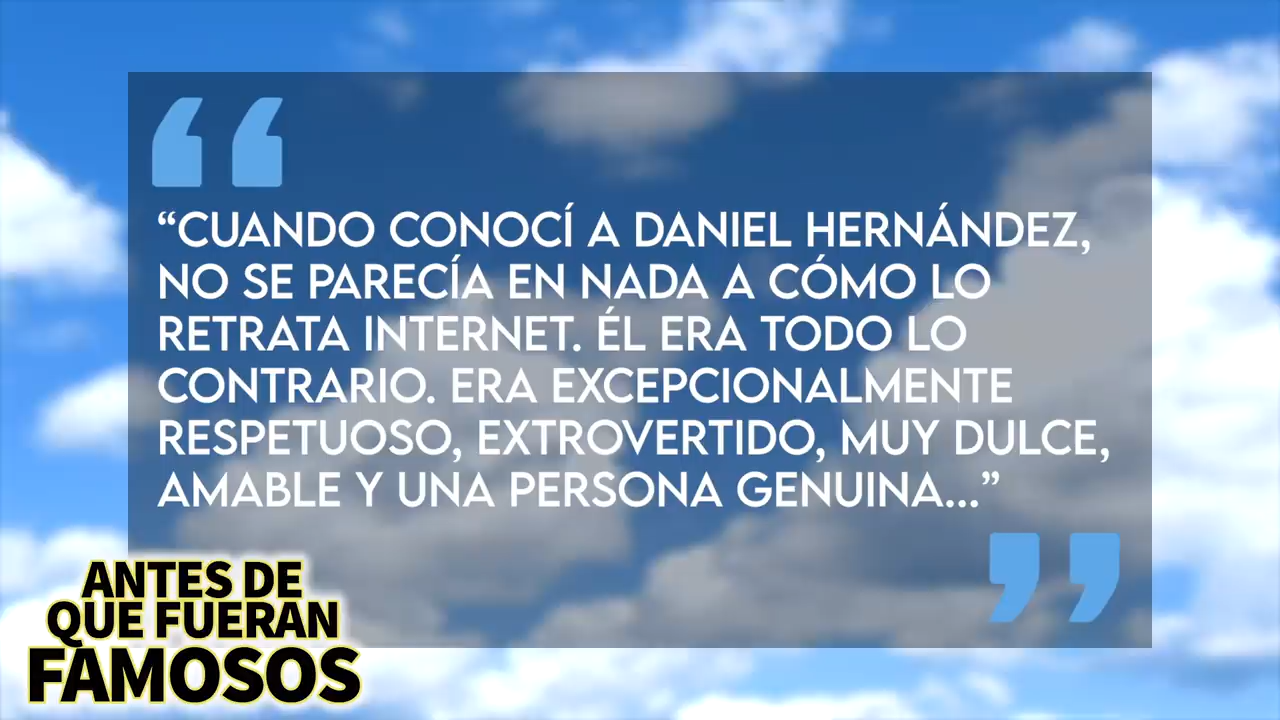 “CUANDO CONOCÍ A DANIEL HERNÁNDEZ,
NO SE PARECÍA EN NADA A CÓMO LO
RETRATA INTERNET. ÉL ERA TODO LO
CONTRARIO. ERA EXCEPCIONALMENTE
RESPETUOSO, EXTROVERTIDO, MUY DULCE,
AMABLE Y UNA PERSONA GENUINA...”
ANTES DE
QUE FUERAN
FAMOSOS